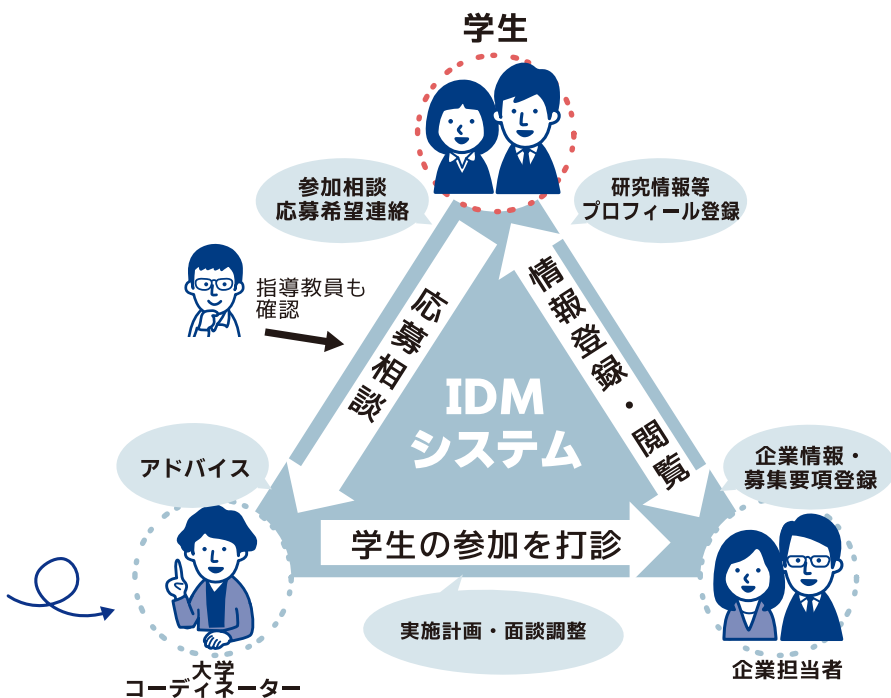 学生
参加相談
応募希望連絡
研究情報等
プロフィール登録
指導教員も
確認
応募相談
情報登録・閲覧
IDM
システム
アドバイス
企業情報・
募集要項登録
学生の参加を打診
実施計画・面談調整
大学
コーディネーター
企業担当者